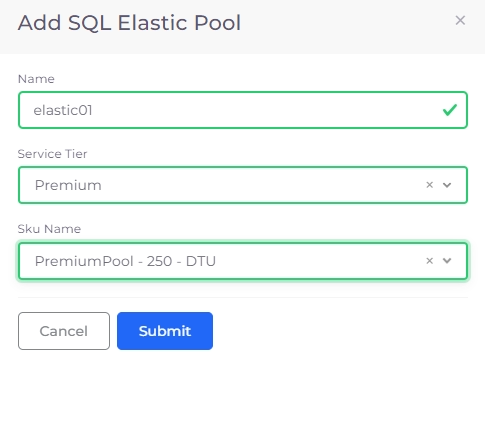 Add SQL Elastic Pool
Name
elastic01
Service Tier
Premium
Sku Name
PremiumPool - 250 - DTU
Cancel Submit